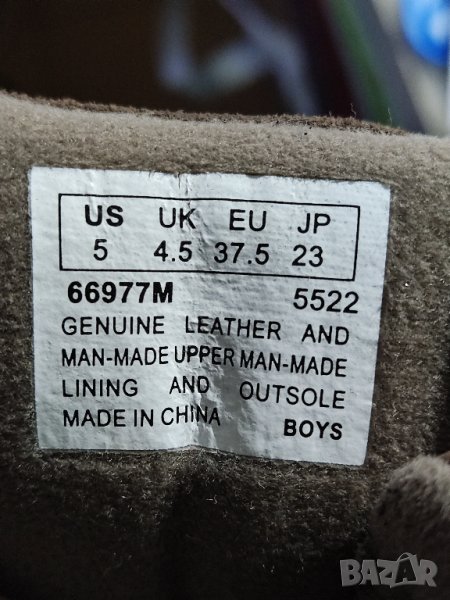 US UK EU JP
5 4.5 37.5 23
66977M 5522
GENUINE LEATHER AND
MAN-MADE UPPER MAN-MADE
LINING AND OUTSOLE
MADE IN CHINA BOYS
BAZAR